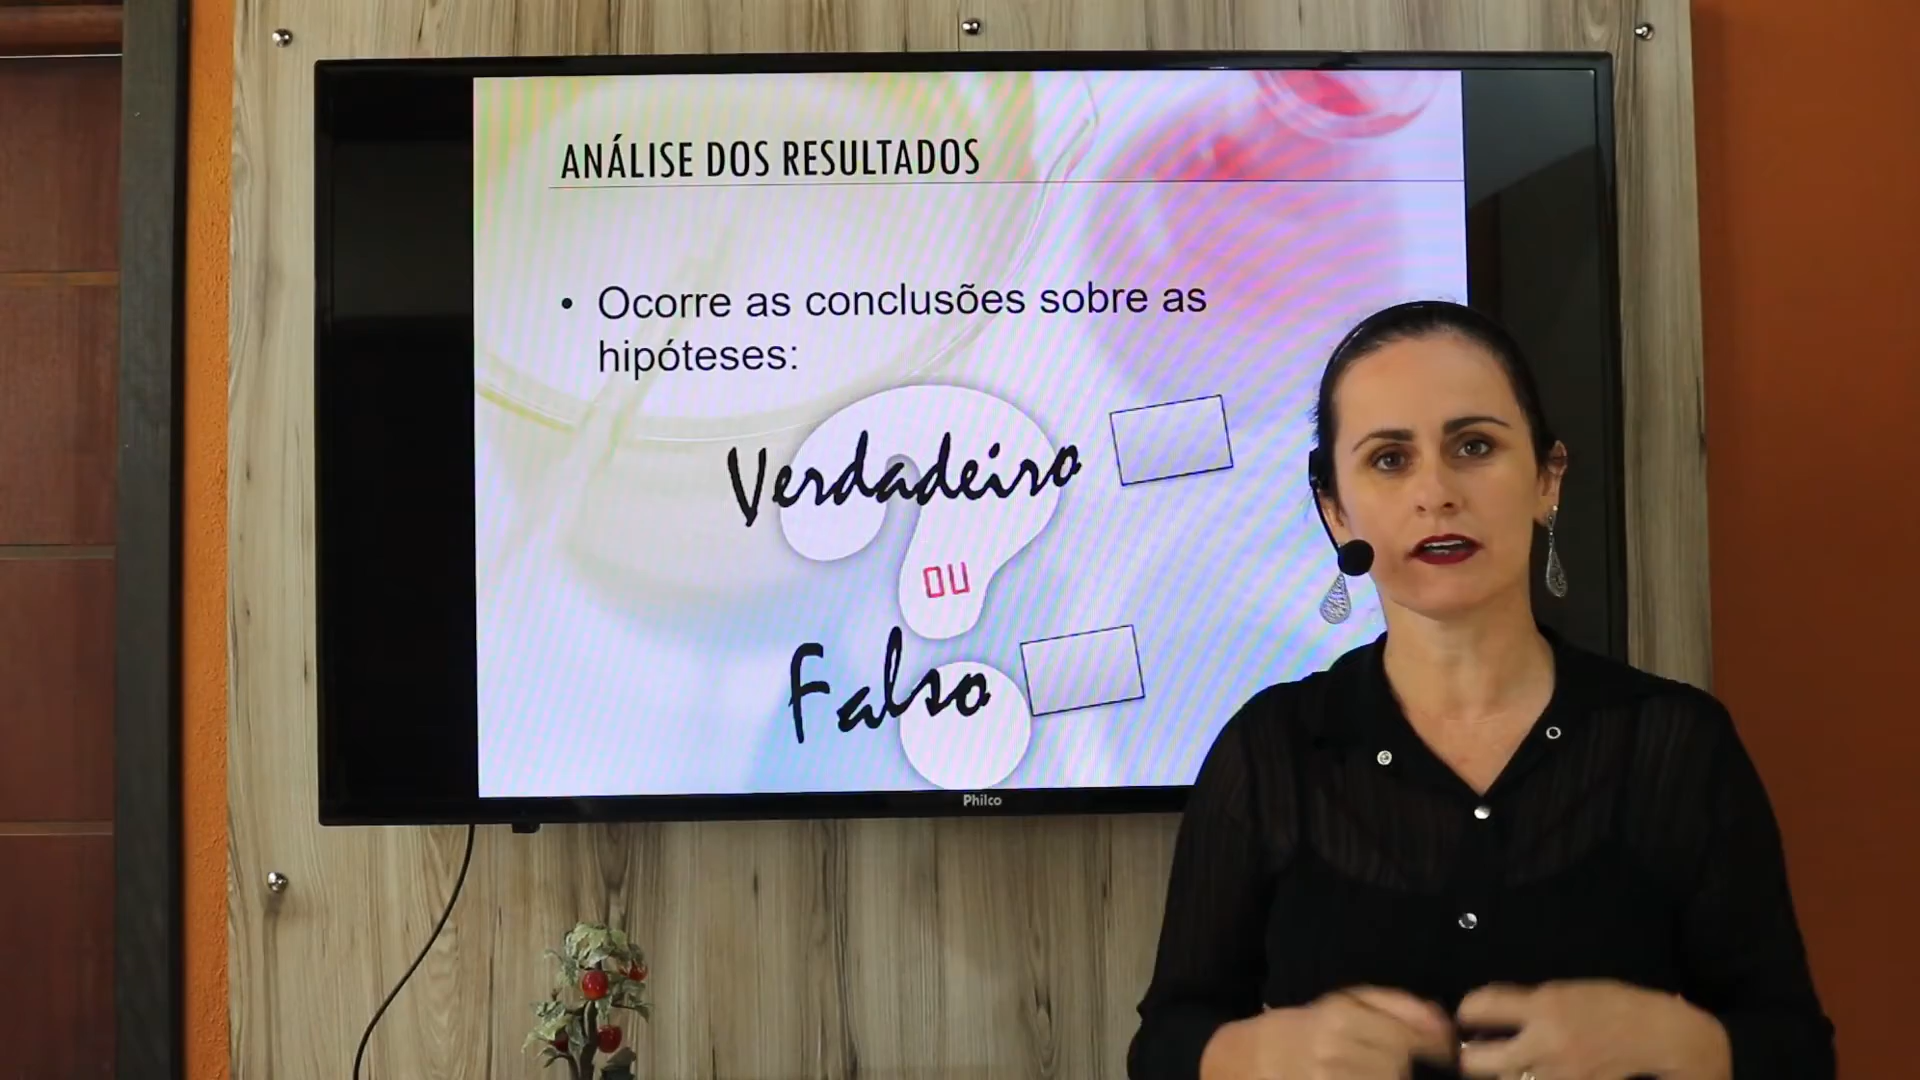 ANÁLISE DOS RESULTADOS
• Ocorre as conclusões sobre as
hipóteses:
Verdadeiro
OU
Falso
Philco